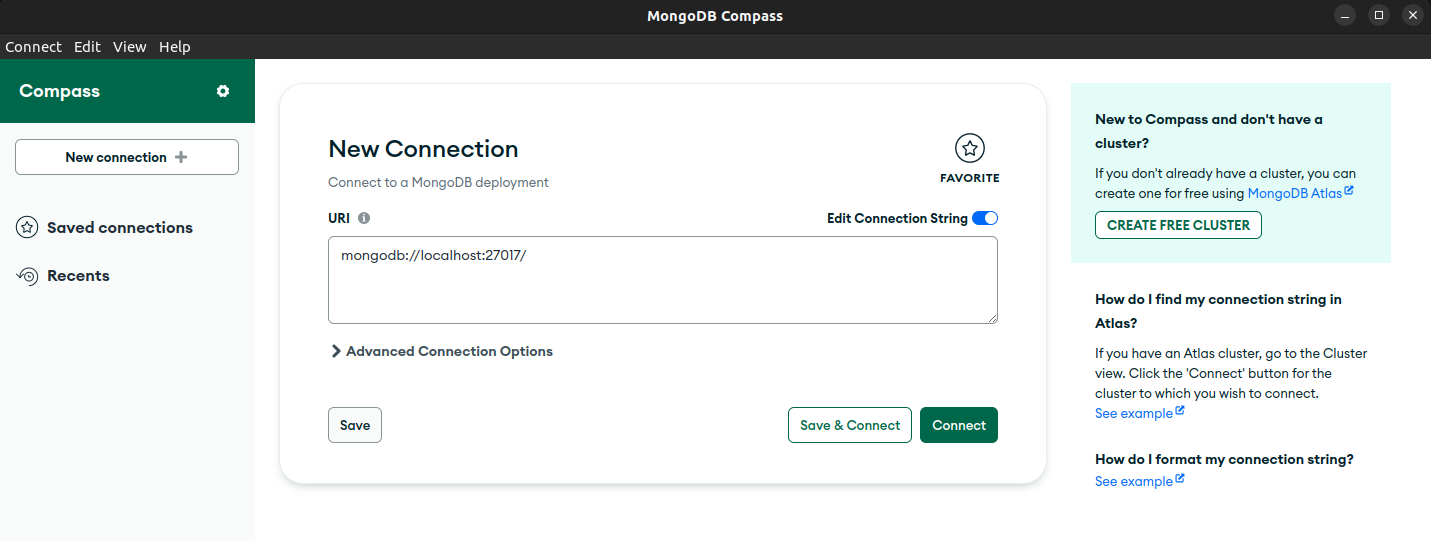 MongoDB Compass
Connect Edit View Help
Compass
New connection
Saved connections
Recents
New Connection
Connect to a MongoDB deployment
FAVORITE
URI
Edit Connection String
mongodb://localhost:27017/
Advanced Connection Options
Save
Save & Connect
Connect
New to Compass and don't have a
cluster?
If you don't already have a cluster, you can
create one for free using MongoDB Atlas
CREATE FREE CLUSTER
How do I find my connection string in
Atlas?
If you have an Atlas cluster, go to the Cluster
view. Click the 'Connect' button for the
cluster to which you wish to connect.
See example
How do I format my connection string?
See example